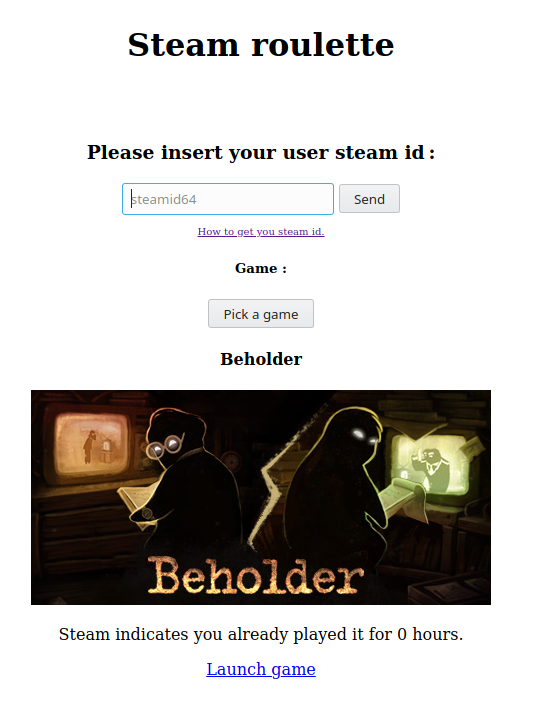 Steam roulette
Please insert your user steam id :
steamid64 Send
How to get you steam id.
Game :
Pick a game
Beholder
Beholder
Steam indicates you already played it for 0 hours.
Launch game